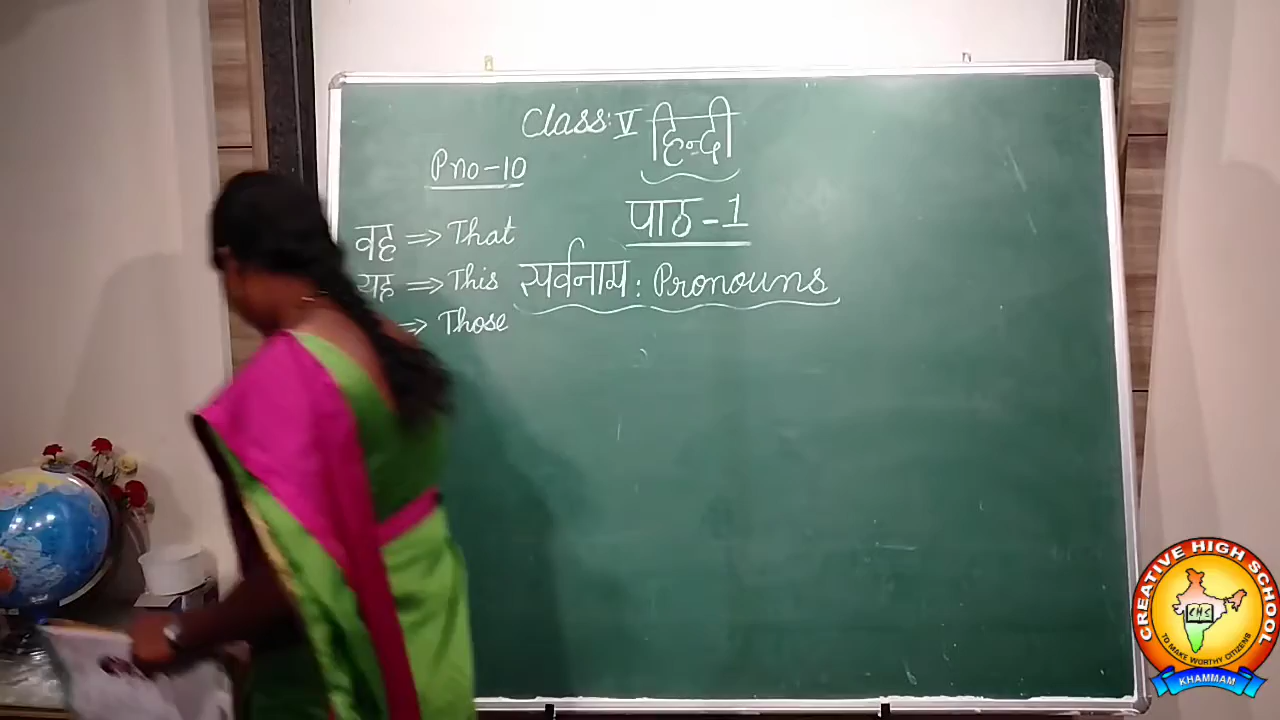 Class: V हिन्दी
Pno-10
पाठ-1
वह ⇒ That
यह ⇒ This
⇒ Those
सर्वनाम : Pronouns
CREATIVE HIGH SCHOOL
CHS
TO MAKE WORTHY CITIZENS
KHAMMAM